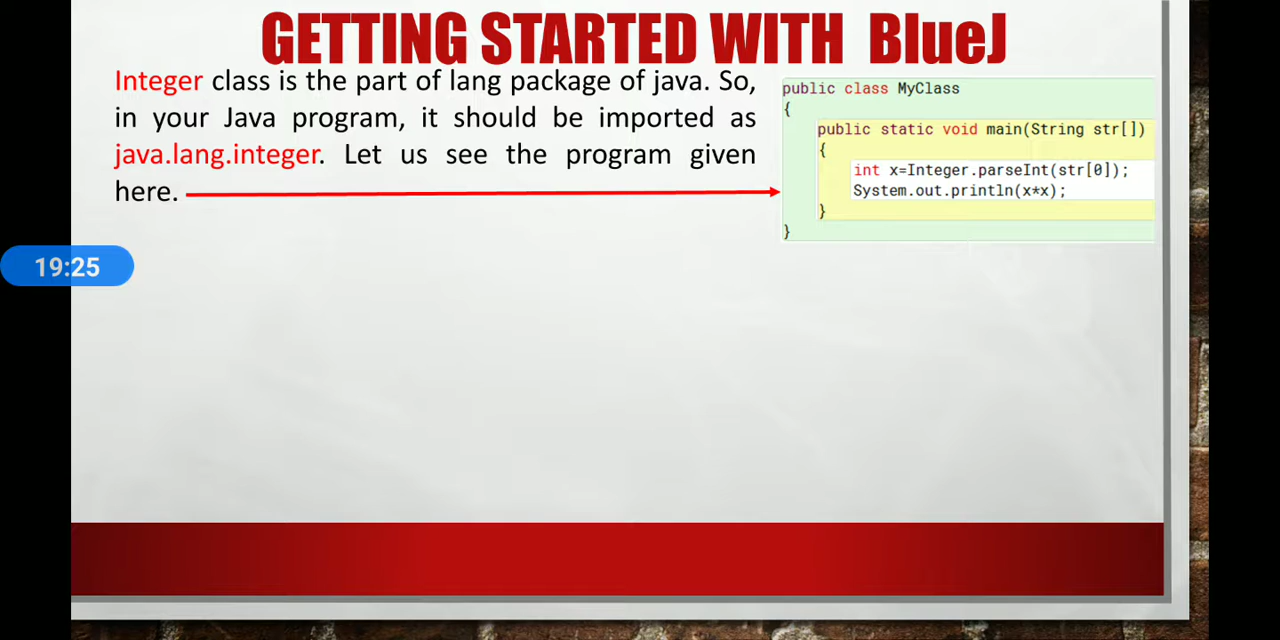 GETTING STARTED WITH BlueJ
Integer class is the part of lang package of java. So,
in your Java program, it should be imported as
java.lang.integer. Let us see the program given
here.
public class MyClass
{
public static void main(String str[])
{
int x=Integer.parseInt(str[0]);
System.out.println(x*x);
}
}
19:25